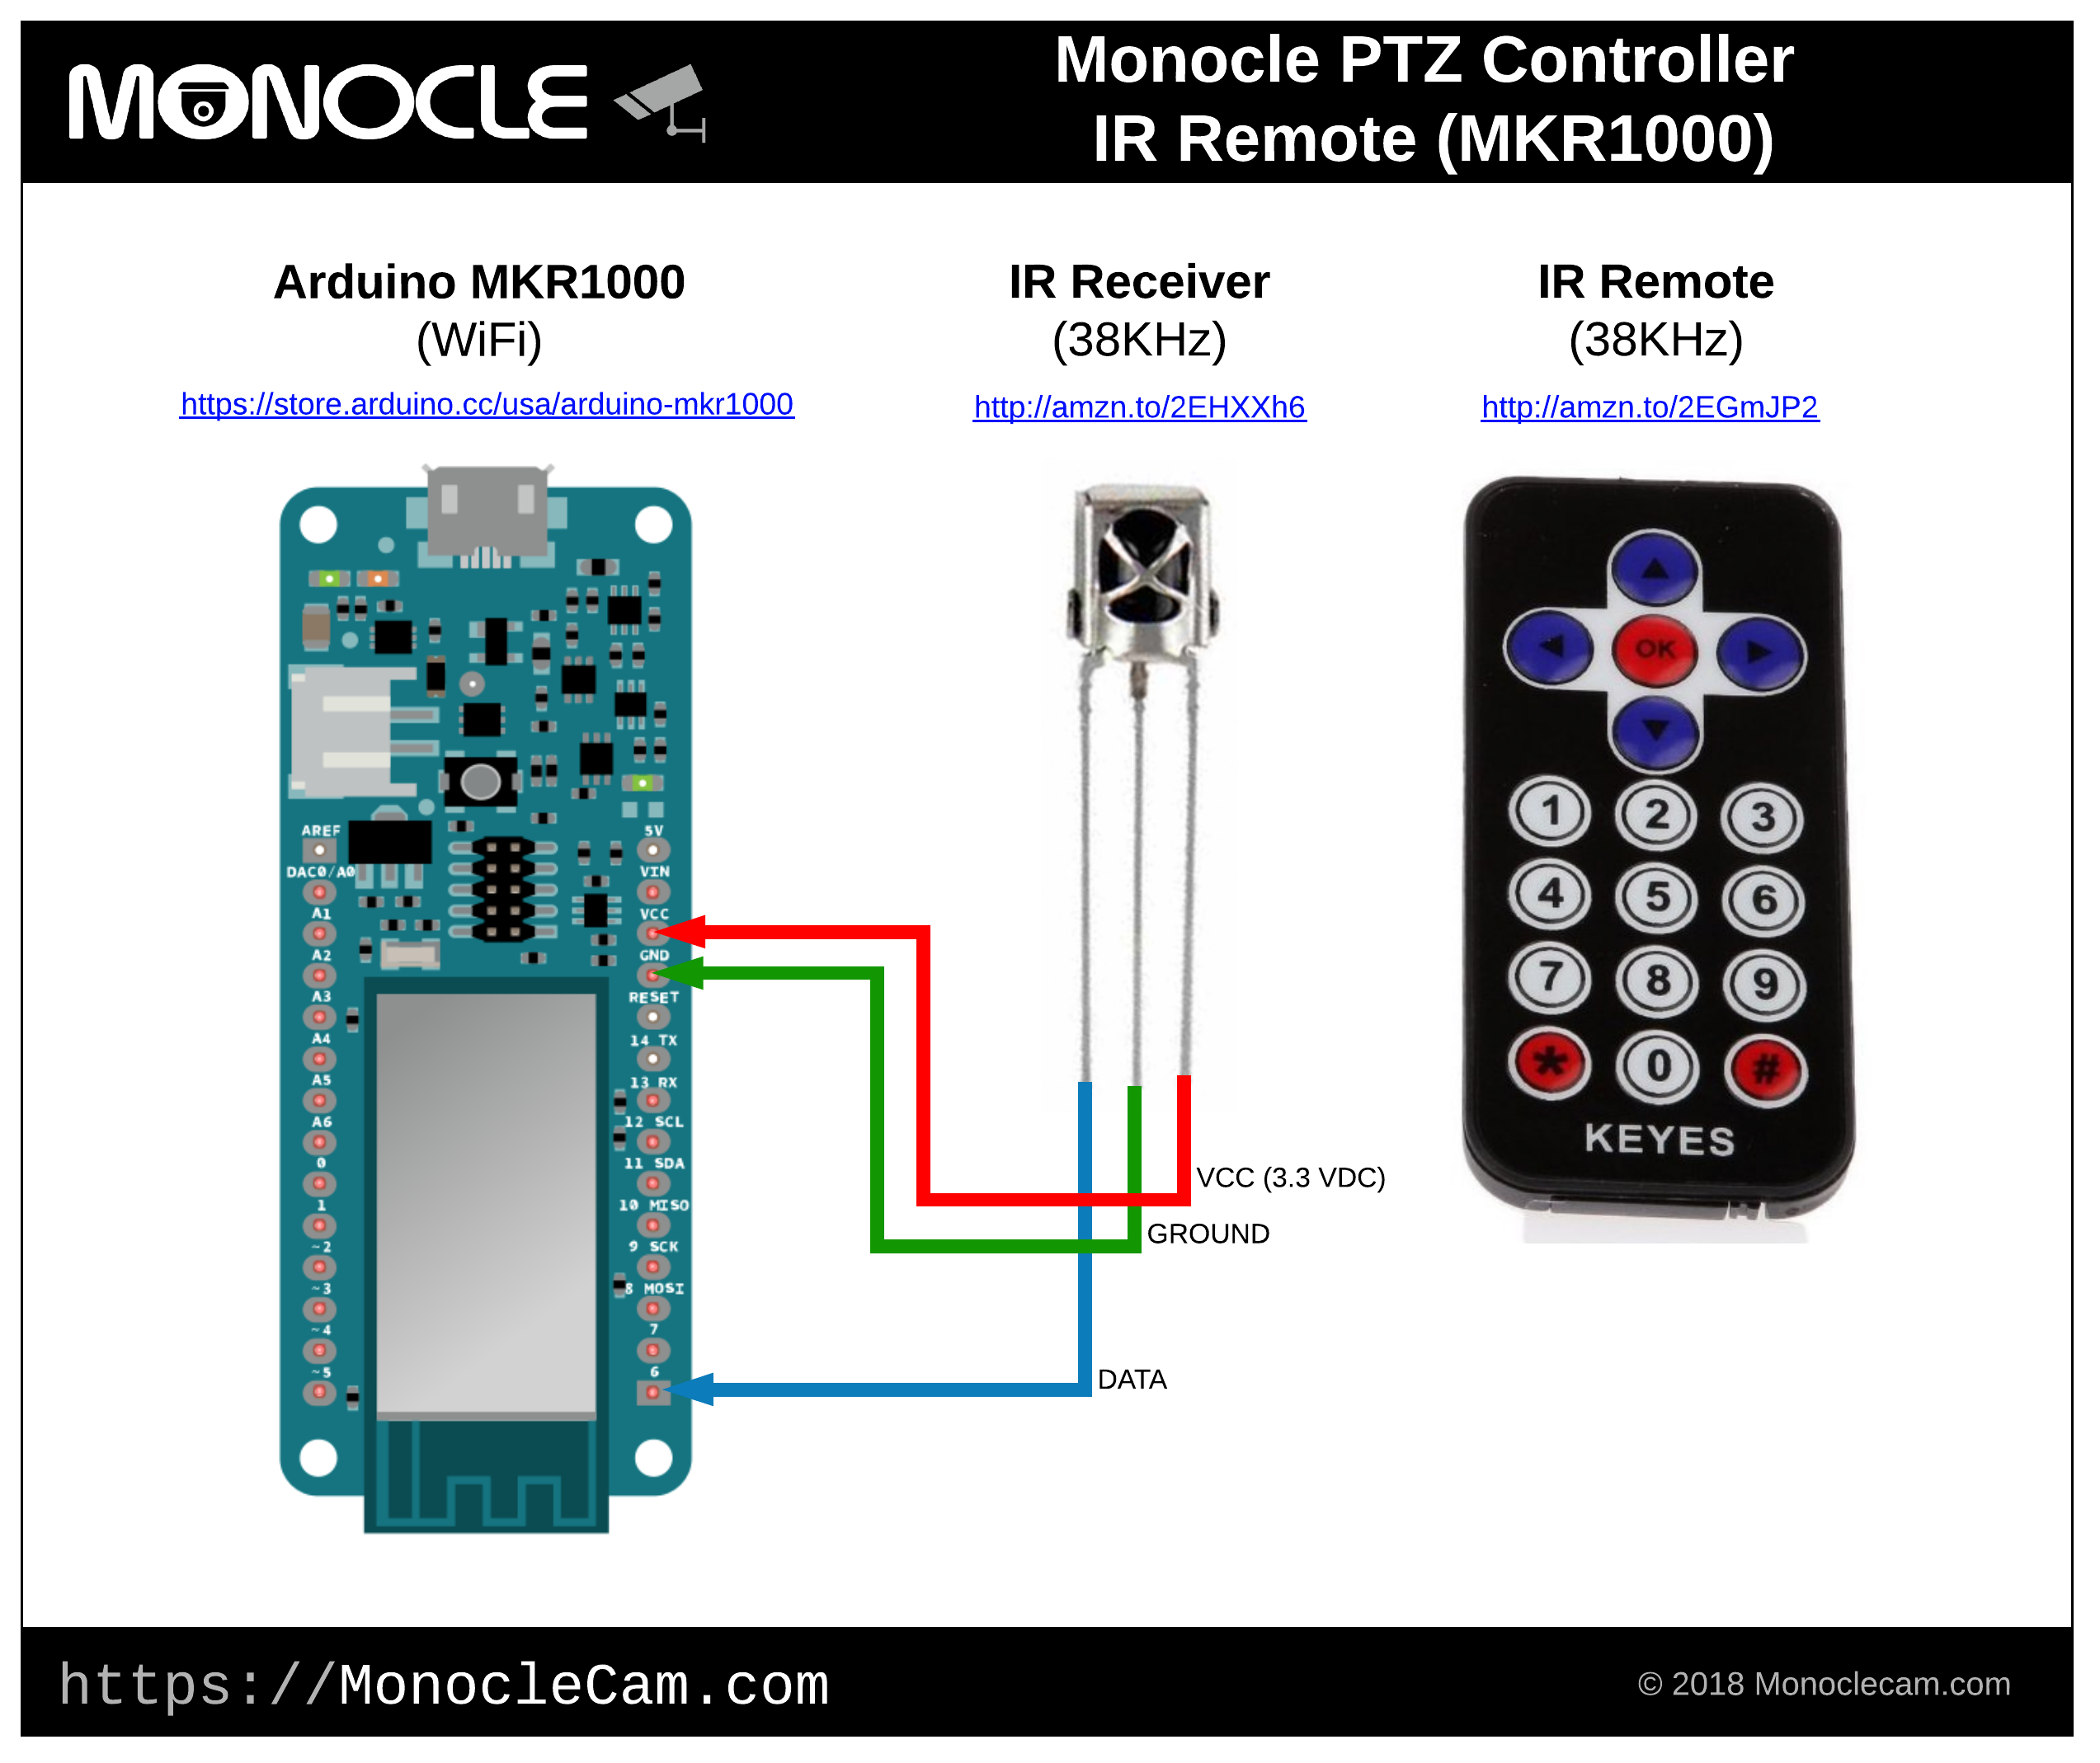 MONOCLE
Monocle PTZ Controller
IR Remote (MKR1000)
Arduino MKR1000
(WiFi)
https://store.arduino.cc/usa/arduino-mkr1000
IR Receiver
(38KHz)
http://amzn.to/2EHXXh6
IR Remote
(38KHz)
http://amzn.to/2EGmJP2
AREF
DAC0/A0
A1
A2
A3
A4
A5
A6
0
1
~2
~3
~4
~5
5V
VIN
VCC
GND
RESET
14 TX
13 RX
12 SCL
11 SDA
10 MISO
9 SCK
8 MOSI
7
6
VCC (3.3 VDC)
GROUND
DATA
OK
1 2 3
4 5 6
7 8 9
* 0 #
KEYES
https://MonocleCam.com
© 2018 Monoclecam.com